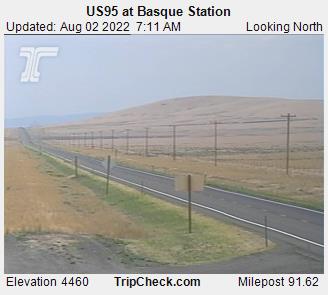 US95 at Basque Station
Updated: Aug 02 2022 7:11 AM Looking North
Elevation 4460 TripCheck.com Milepost 91.62